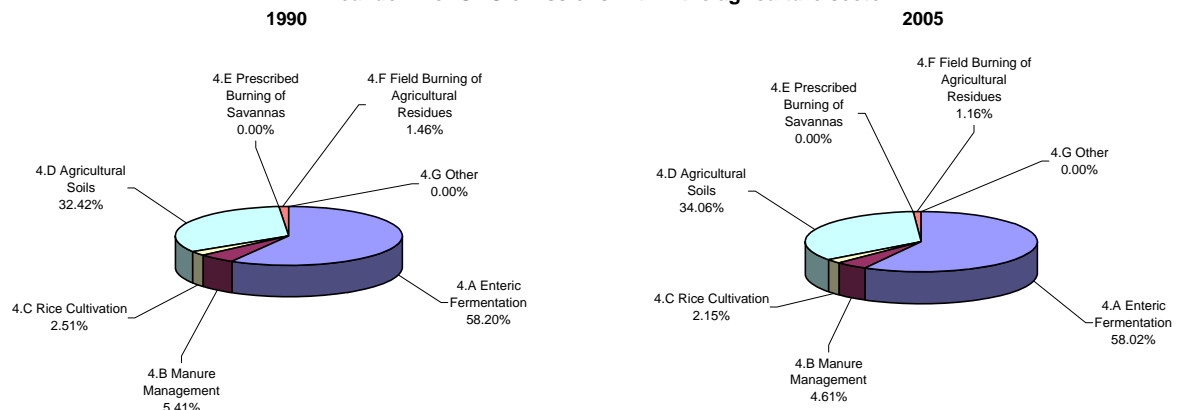 1990
4.E Prescribed
Burning of
Savannas
0.00%
4.F Field Burning of
Agricultural
Residues
1.46%
4.G Other
0.00%
4.D Agricultural
Soils
32.42%
4.C Rice Cultivation
2.51%
4.B Manure
Management
5.41%
4.A Enteric
Fermentation
58.20%
2005
4.E Prescribed
Burning of
Savannas
0.00%
4.F Field Burning of
Agricultural
Residues
1.16%
4.G Other
0.00%
4.D Agricultural
Soils
34.06%
4.C Rice Cultivation
2.15%
4.B Manure
Management
4.61%
4.A Enteric
Fermentation
58.02%